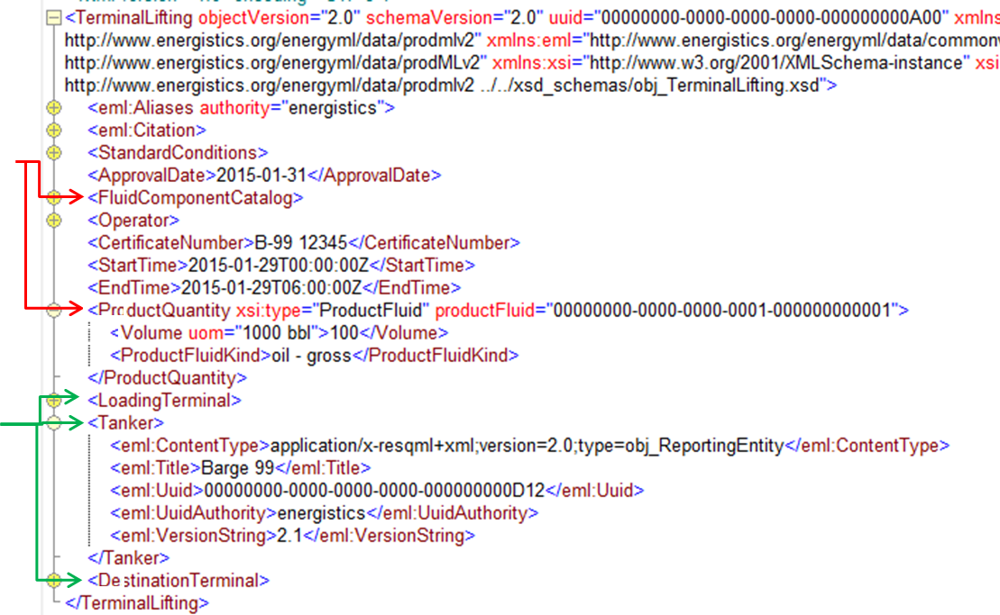 <TerminalLifting objectVersion="2.0" schemaVersion="2.0" uuid="00000000-0000-0000-0000-000000000A00" xmlns
http://www.energistics.org/energyml/data/prodmlv2" xmlns:eml="http://www.energistics.org/energyml/data/common
http://www.energistics.org/energyml/data/prodMLv2" xmlns:xsi="http://www.w3.org/2001/XMLSchema-instance" xsi
http://www.energistics.org/energyml/data/prodmlv2 ../../xsd_schemas/obj_TerminalLifting.xsd">
<eml:Aliases authority="energistics">
<eml:Citation>
<StandardConditions>
<ApprovalDate>2015-01-31</ApprovalDate>
<FluidComponentCatalog>
<Operator>
<CertificateNumber>B-99 12345</CertificateNumber>
<StartTime>2015-01-29T00:00:00Z</StartTime>
<EndTime>2015-01-29T06:00:00Z</EndTime>
<ProductQuantity xsi:type="ProductFluid" productFluid="00000000-0000-0000-0001-000000000001">
<Volume uom="1000 bbl">100</Volume>
<ProductFluidKind>oil - gross</ProductFluidKind>
</ProductQuantity>
<LoadingTerminal>
<Tanker>
<eml:ContentType>application/x-resqml+xml;version=2.0;type=obj_ReportingEntity</eml:ContentType>
<eml:Title>Barge 99</eml:Title>
<eml:Uuid>00000000-0000-0000-0000-000000000D12</eml:Uuid>
<eml:UuidAuthority>energistics</eml:UuidAuthority>
<eml:VersionString>2.1</eml:VersionString>
</Tanker>
<DestinationTerminal>
</TerminalLifting>